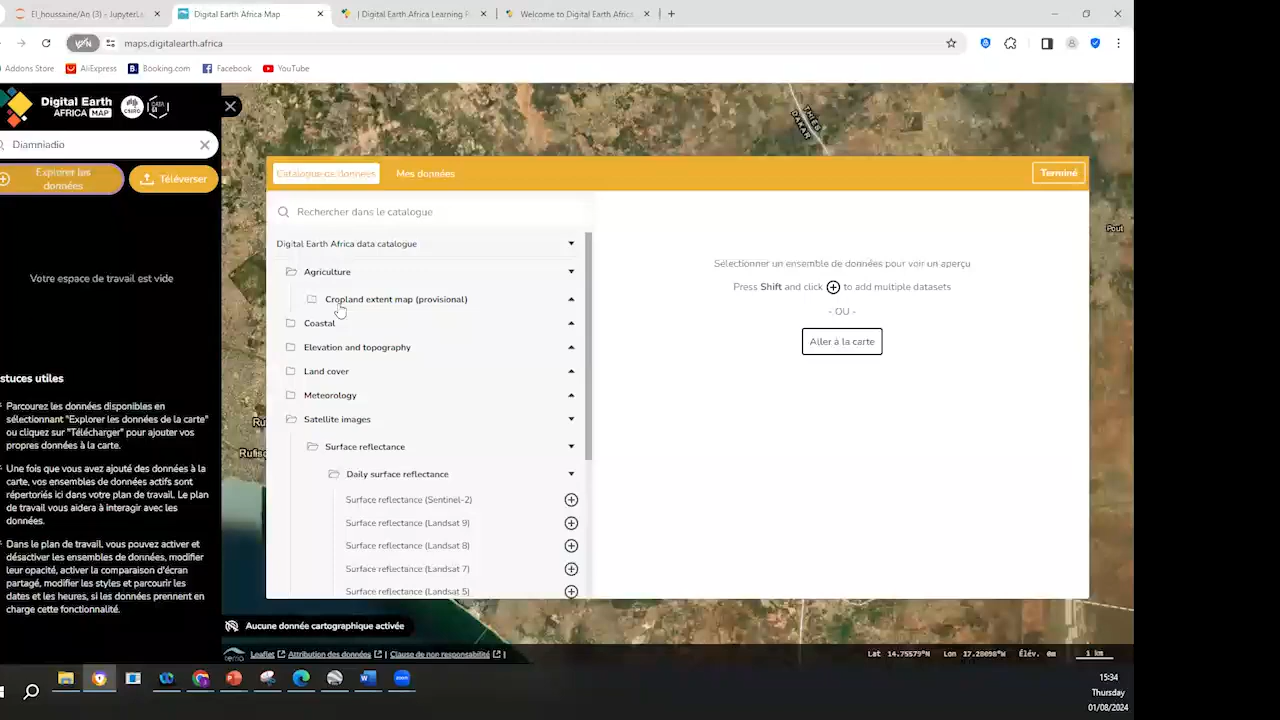 El_houssaine/An (3) - JupyterLa
Digital Earth Africa Map
| Digital Earth Africa Learning P
Welcome to Digital Earth Africa
maps.digitalearth.africa
Addons Store
AliExpress
Booking.com
Facebook
YouTube
Digital Earth
AFRICA MAP
CSIRO
DATA 61
Diamniadio
Explorer les données
Téléverser
Votre espace de travail est vide
stuces utiles
Parcourez les données disponibles en
sélectionnant "Explorer les données de la carte"
ou cliquez sur "Télécharger" pour ajouter vos
propres données à la carte.
Une fois que vous avez ajouté des données à la
carte, vos ensembles de données actifs sont
répertoriés ici dans votre plan de travail. Le plan
de travail vous aidera à interagir avec les
données.
Dans le plan de travail, vous pouvez activer et
désactiver les ensembles de données, modifier
leur opacité, activer la comparaison d'écran
partagé, modifier les styles et parcourir les
dates et les heures, si les données prennent en
charge cette fonctionnalité.
THIES
DAKAR
Pout
Ru
Rufisq
Catalogue de données
Mes données
Terminé
Rechercher dans le catalogue
Digital Earth Africa data catalogue
Agriculture
Cropland extent map (provisional)
Coastal
Elevation and topography
Land cover
Meteorology
Satellite images
Surface reflectance
Daily surface reflectance
Surface reflectance (Sentinel-2)
Surface reflectance (Landsat 9)
Surface reflectance (Landsat 8)
Surface reflectance (Landsat 7)
Surface reflectance (Landsat 5)
Sélectionner un ensemble de données pour voir un aperçu
Press Shift and click to add multiple datasets
- OU -
Aller à la carte
Aucune donnée cartographique activée
terria
Leaflet | Attribution des données | Clause de non responsabilité |
Lat 14.75579°N Lon 17.28098°W Élév. 0m 1 km
zoom
15:34
Thursday
01/08/2024